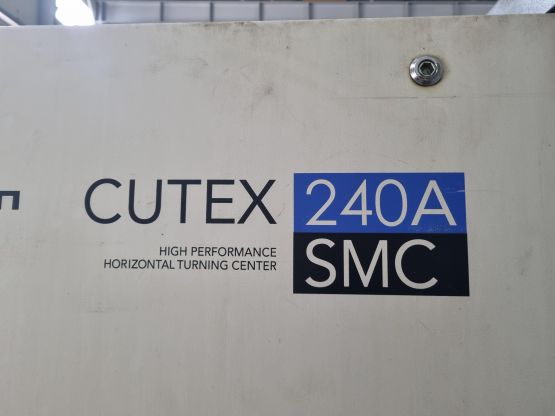 CUTEX 240A
SMC
HIGH PERFORMANCE
HORIZONTAL TURNING CENTER